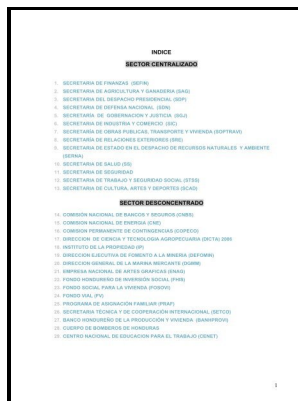 INDICE
SECTOR CENTRALIZADO
1. SECRETARIA DE FINANZAS (SEFIN)
2. SECRETARIA DE AGRICULTURA Y GANADERIA (SAG)
3. SECRETARIA DEL DESPACHO PRESIDENCIAL (SDP)
4. SECRETARIA DE DEFENSA NACIONAL (SDN)
5. SECRETARIA DE GOBERNACION Y JUSTICIA (SGJ)
6. SECRETARIA DE INDUSTRIA Y COMERCIO (SIC)
7. SECRETARIA DE OBRAS PUBLICAS, TRANSPORTE Y VIVIENDA (SOPTRAVI)
8. SECRETARIA DE RELACIONES EXTERIORES (SRE)
9. SECRETARIA DE ESTADO EN EL DESPACHO DE RECURSOS NATURALES Y AMBIENTE
(SERNA)
10. SECRETARIA DE SALUD (SS)
11. SECRETARIA DE SEGURIDAD
12. SECRETARIA DE TRABAJO Y SEGURIDAD SOCIAL (STSS)
13. SECRETARIA DE CULTURA, ARTES Y DEPORTES (SCAD)
SECTOR DESCONCENTRADO
14. COMISION NACIONAL DE BANCOS Y SEGUROS (CNBS)
15. COMISION NACIONAL DE ENERGIA (CNE)
16. COMISION PERMANENTE DE CONTINGENCIAS (COPECO)
17. DIRECCION DE CIENCIA Y TECNOLOGIA AGROPECUARIA (DICTA)
18. INSTITUTO DE LA PROPIEDAD (IP)
19. DIRECCION EJECUTIVA DE FOMENTO A LA MINERIA (DEFOMIN)
20. DIRECCION GENERAL DE LA MARINA MERCANTE (DGMM)
21. EMPRESA NACIONAL DE ARTES GRAFICAS (ENAG)
22. FONDO HONDUREÑO DE INVERSIÓN SOCIAL (FHIS)
23. FONDO SOCIAL PARA LA VIVIENDA (FOSOVI)
24. FONDO VIAL (FV)
25. PROGRAMA DE ASIGNACIÓN FAMILIAR (PRAF)
26. SECRETARIA TÉCNICA Y DE COOPERACIÓN INTERNACIONAL (SETCO)
27. BANCO HONDUREÑO DE LA PRODUCCIÓN Y VIVIENDA (BANHPROVI)
28. CUERPO DE BOMBEROS DE HONDURAS
29. CENTRO NACIONAL DE EDUCACION PARA EL TRABAJO (CENET)
1